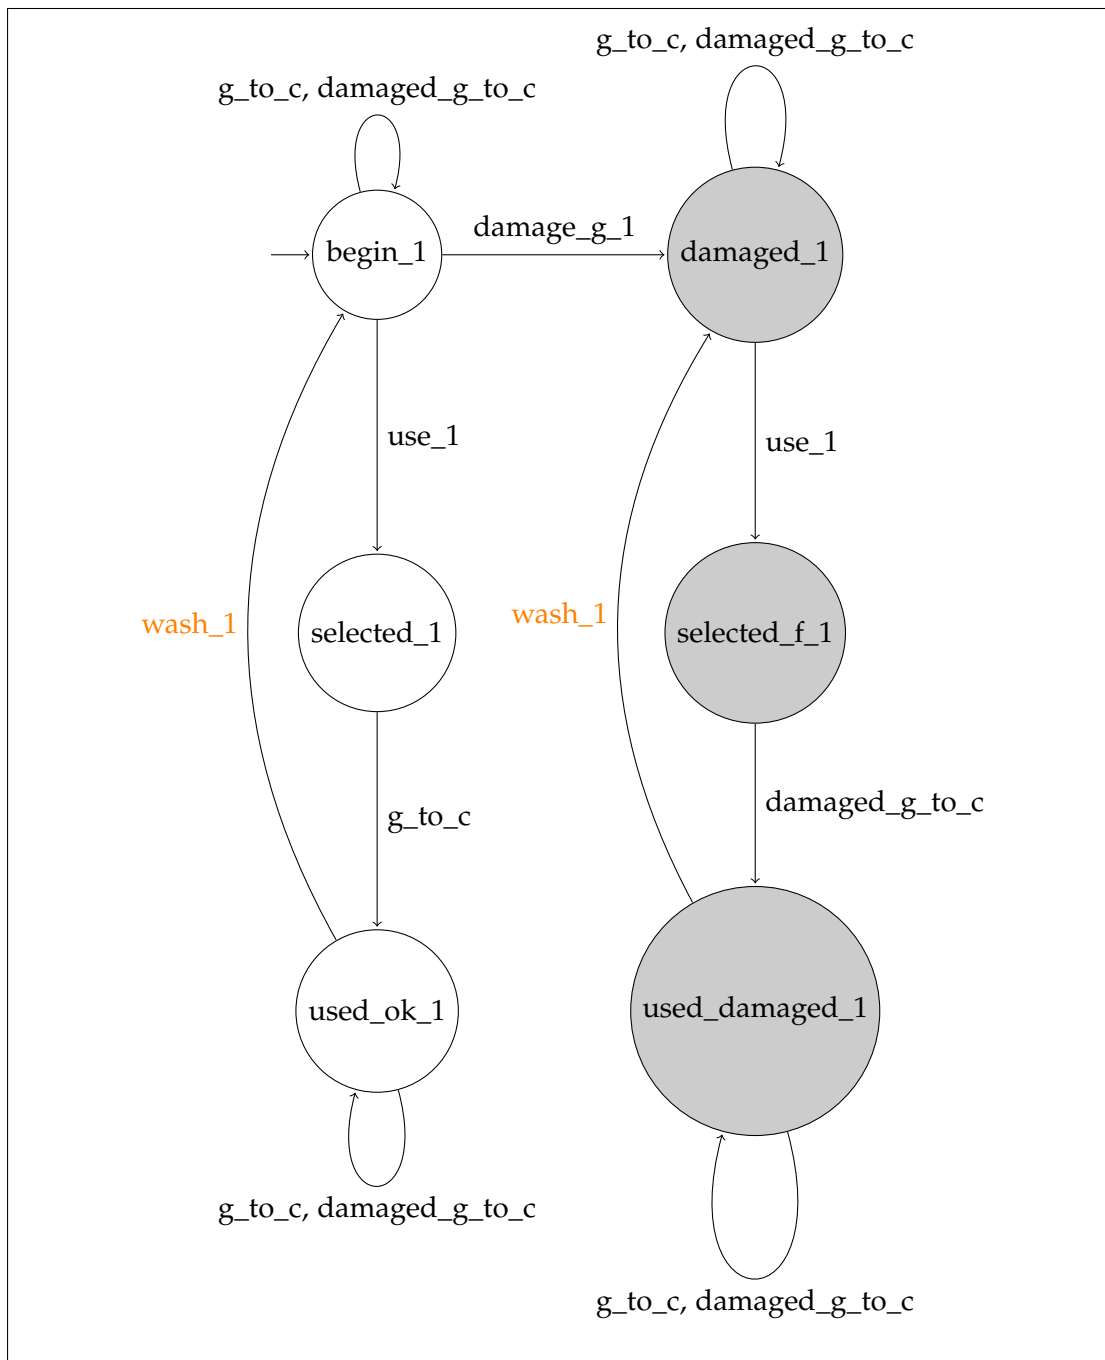 g_to_c, damaged_g_to_c
g_to_c, damaged_g_to_c
damage_g_1
begin_1
damaged_1
use_1
use_1
wash_1
wash_1
selected_1
selected_f_1
g_to_c
damaged_g_to_c
used_ok_1
used_damaged_1
g_to_c, damaged_g_to_c
g_to_c, damaged_g_to_c